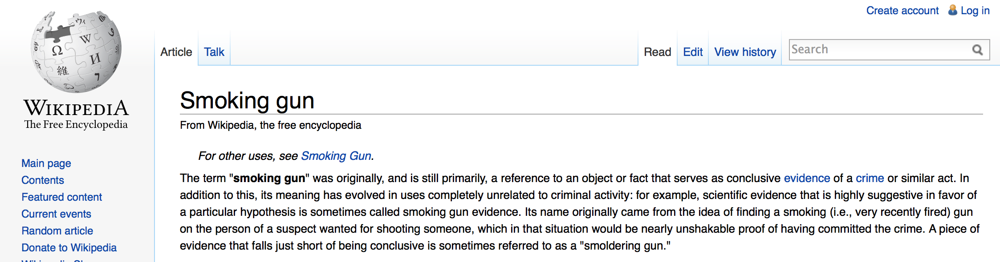 Create account Log in
Article Talk Read Edit View history Search
WIKIPEDIA
The Free Encyclopedia
Main page
Contents
Featured content
Current events
Random article
Donate to Wikipedia
Smoking gun
From Wikipedia, the free encyclopedia
For other uses, see Smoking Gun.
The term "smoking gun" was originally, and is still primarily, a reference to an object or fact that serves as conclusive evidence of a crime or similar act. In
addition to this, its meaning has evolved in uses completely unrelated to criminal activity: for example, scientific evidence that is highly suggestive in favor of
a particular hypothesis is sometimes called smoking gun evidence. Its name originally came from the idea of finding a smoking (i.e., very recently fired) gun
on the person of a suspect wanted for shooting someone, which in that situation would be nearly unshakable proof of having committed the crime. A piece of
evidence that falls just short of being conclusive is sometimes referred to as a "smoldering gun."